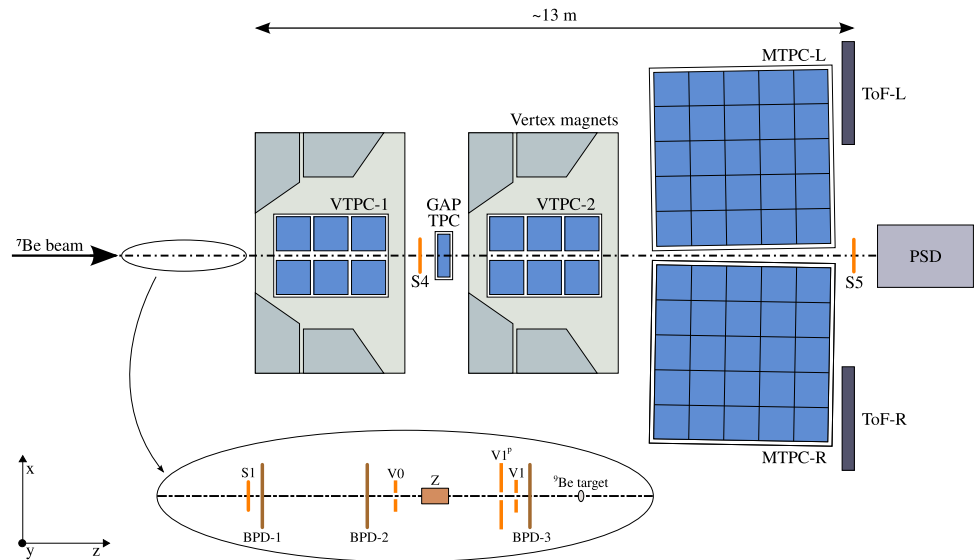 ~13 m
MTPC-L
ToF-L
Vertex magnets
VTPC-1
GAP
TPC
VTPC-2
⁷Be beam
S4
S5
PSD
ToF-R
MTPC-R
x
y
z
S1
BPD-1
BPD-2
V0
Z
V1ᵖ
V1
BPD-3
⁹Be target